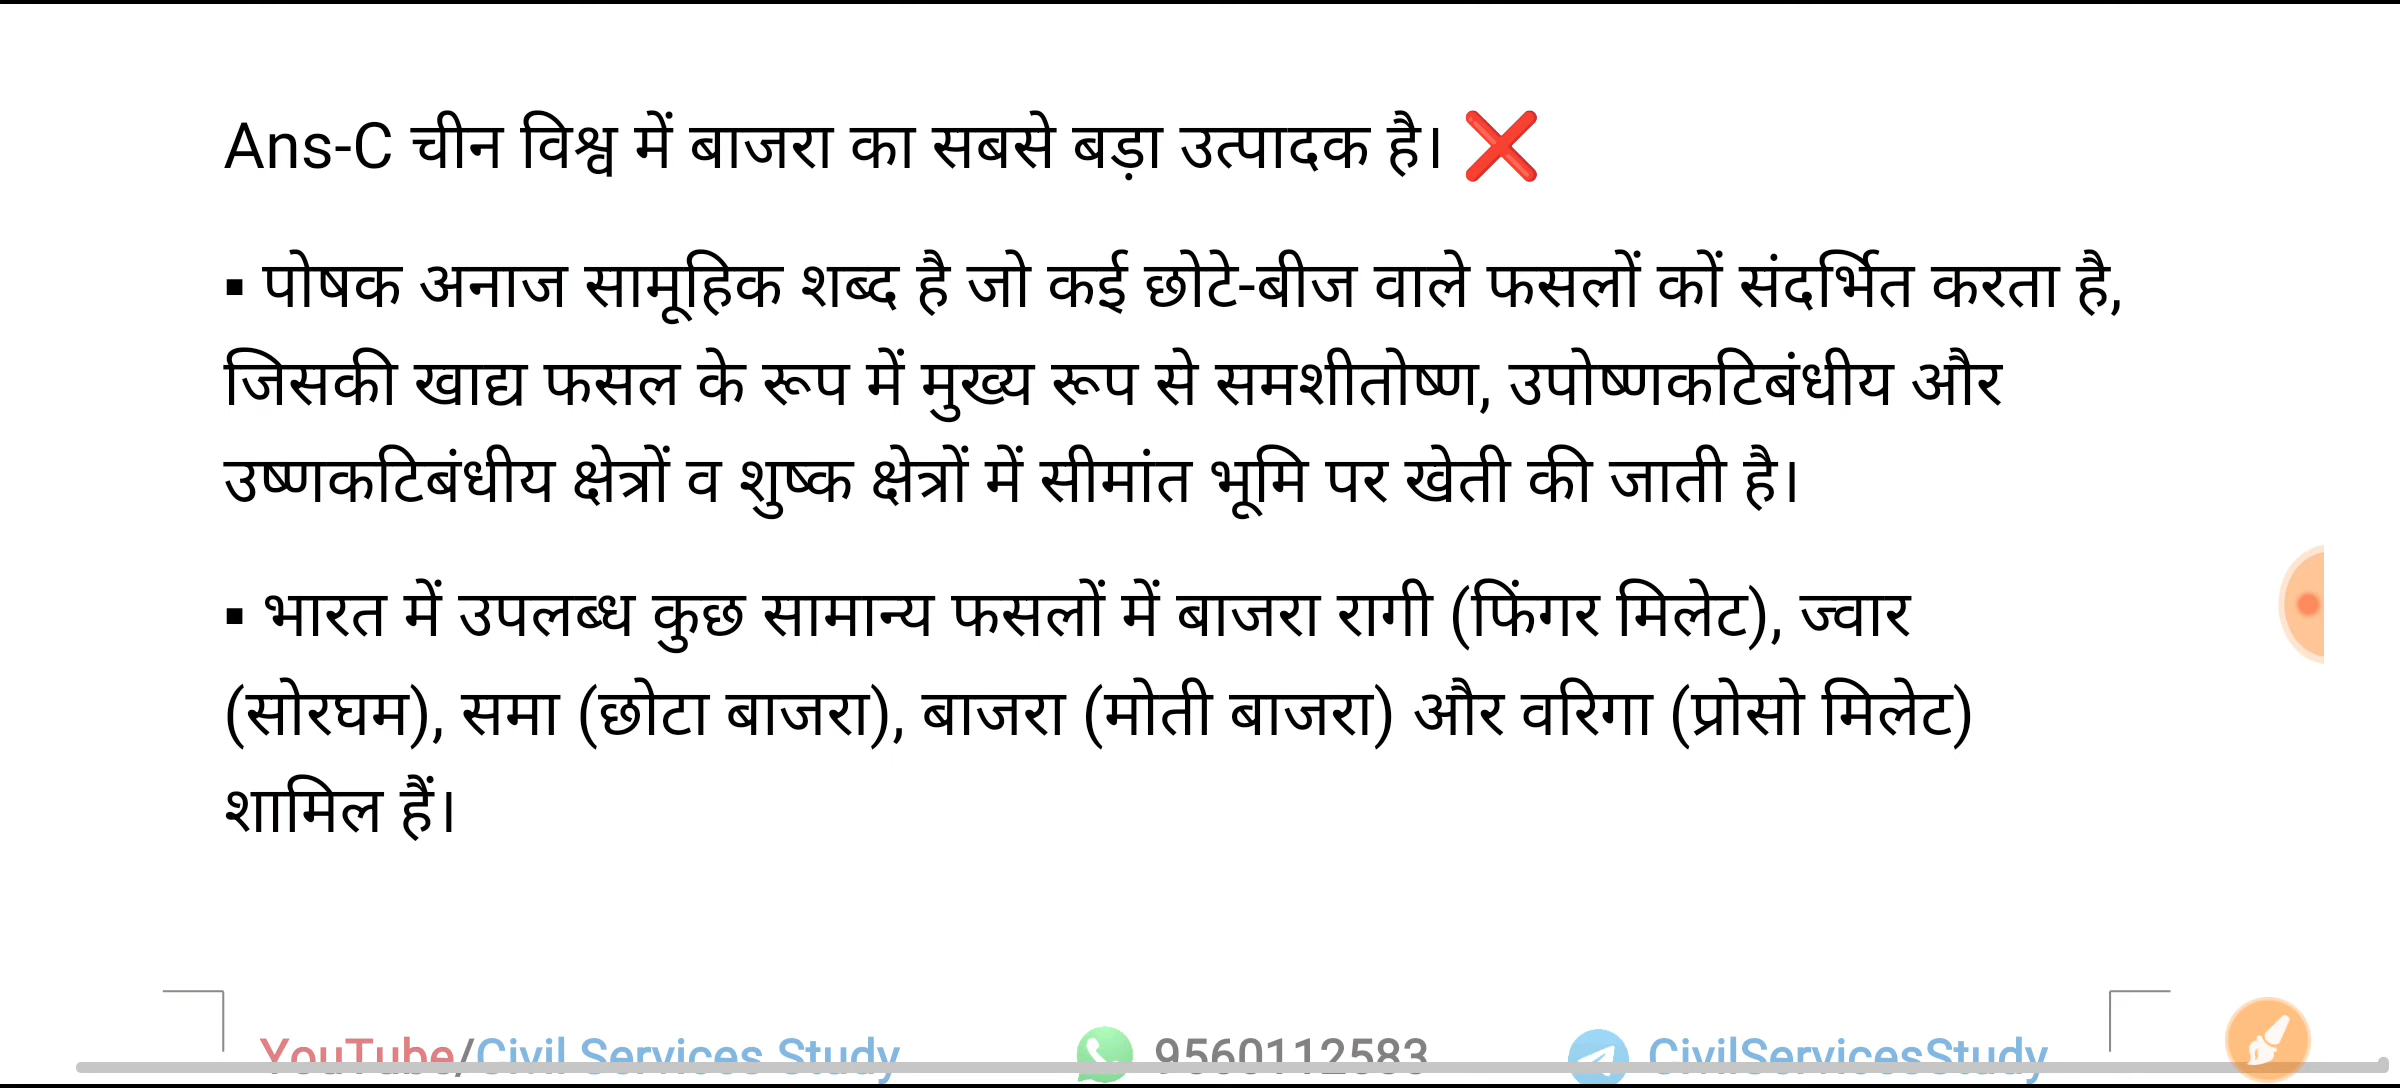 Ans-C चीन विश्व में बाजरा का सबसे बड़ा उत्पादक है। ❌
▪ पोषक अनाज सामूहिक शब्द है जो कई छोटे-बीज वाले फसलों कों संदर्भित करता है,
जिसकी खाद्य फसल के रूप में मुख्य रूप से समशीतोष्ण, उपोष्णकटिबंधीय और
उष्णकटिबंधीय क्षेत्रों व शुष्क क्षेत्रों में सीमांत भूमि पर खेती की जाती है।
▪ भारत में उपलब्ध कुछ सामान्य फसलों में बाजरा रागी (फिंगर मिलेट), ज्वार
(सोरघम), समा (छोटा बाजरा), बाजरा (मोती बाजरा) और वरिगा (प्रोसो मिलेट)
शामिल हैं।
YouTube/Civil Services Study 9560112583 CivilServicesStudy